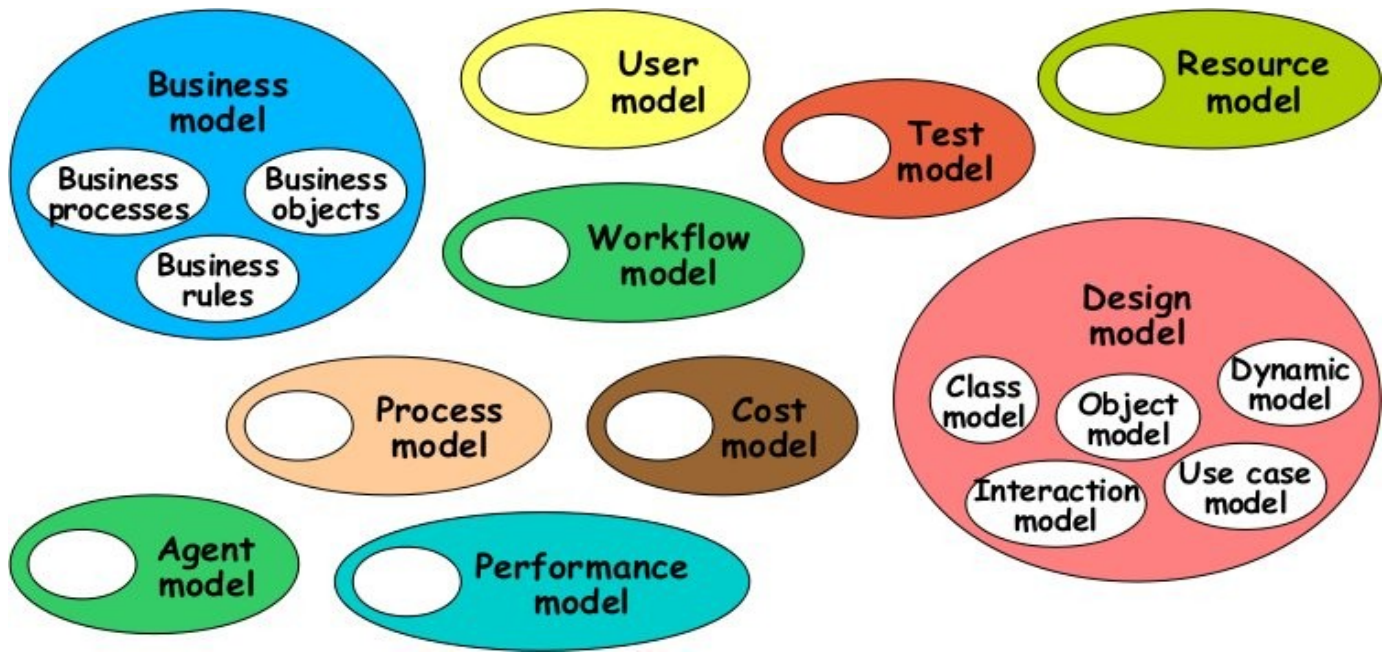 Business
model
Business
processes
Business
objects
Business
rules
User
model
Test
model
Resource
model
Workflow
model
Design
model
Class
model
Object
model
Dynamic
model
Interaction
model
Use case
model
Process
model
Cost
model
Agent
model
Performance
model